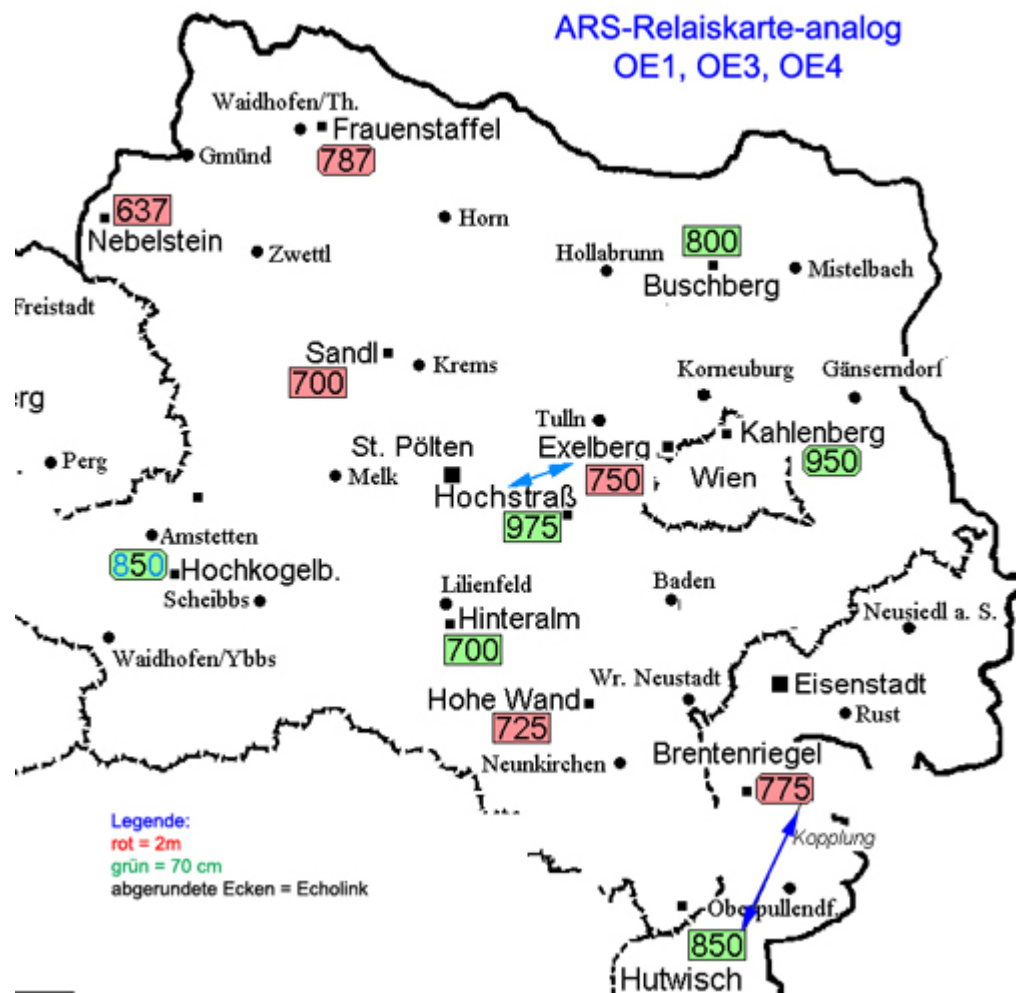 ARS-Relaiskarte-analog
OE1, OE3, OE4
Waidhofen/Th.
Frauenstaffel
787
Gmünd
637
Nebelstein
Horn
Zwettl
Hollabrunn
800
Buschberg
Mistelbach
Freistadt
Sandl
700
Krems
Korneuburg
Gänserndorf
erg
Tulln
Kahlenberg
950
Perg
St. Pölten
Melk
Exelberg
750
Wien
Hochstraß
975
Amstetten
850
Hochkogelb.
Scheibbs
Lilienfeld
Hinteralm
700
Baden
Neusiedl a. S.
Waidhofen/Ybbs
Wr. Neustadt
Eisenstadt
Rust
Hohe Wand
725
Neunkirchen
Brentenriegel
775
Kopplung
Legende:
rot = 2m
grün = 70 cm
abgerundete Ecken = Echolink
Oberpullendf.
850
Hutwisch